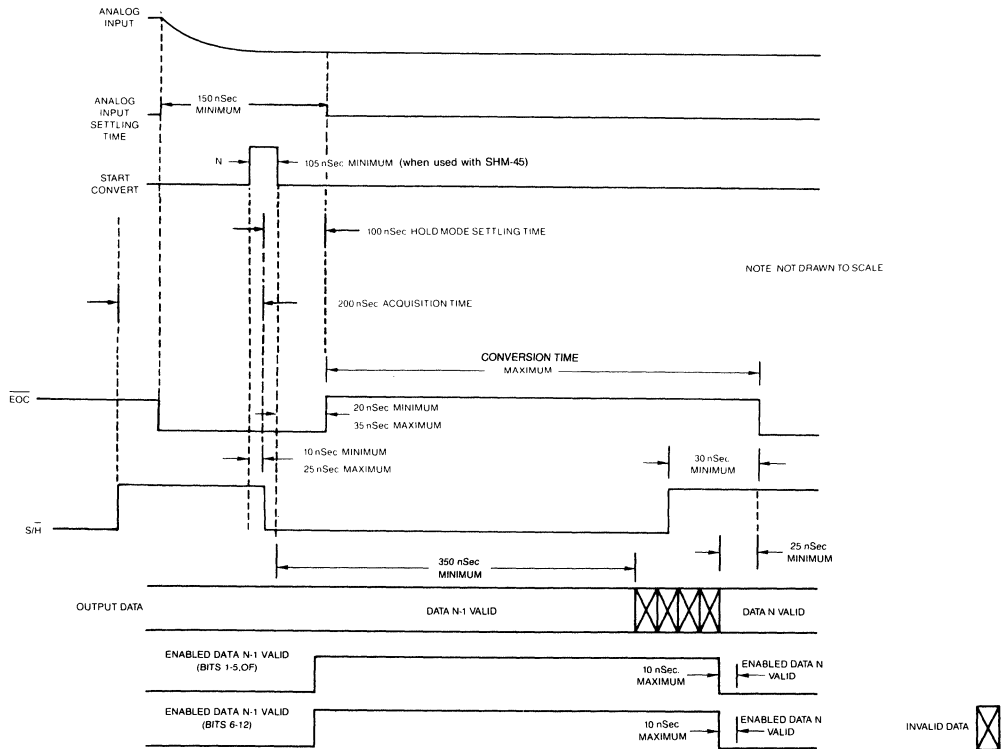 ANALOG
INPUT
ANALOG
INPUT
SETTLING
TIME
150 nSec
MINIMUM
N
105 nSec MINIMUM (when used with SHM-45)
START
CONVERT
100 nSec HOLD MODE SETTLING TIME
NOTE NOT DRAWN TO SCALE
200 nSec ACQUISITION TIME
CONVERSION TIME
MAXIMUM
EOC
20 nSec MINIMUM
35 nSec MAXIMUM
10 nSec MINIMUM
25 nSec MAXIMUM
30 nSec
MINIMUM
S/H
25 nSec
MINIMUM
350 nSec
MINIMUM
OUTPUT DATA
DATA N-1 VALID
DATA N VALID
ENABLED DATA N-1 VALID
(BITS 1-5,OF)
10 nSec.
MAXIMUM
ENABLED DATA N
VALID
ENABLED DATA N-1 VALID
(BITS 6-12)
10 nSec
MAXIMUM
ENABLED DATA N
VALID
INVALID DATA